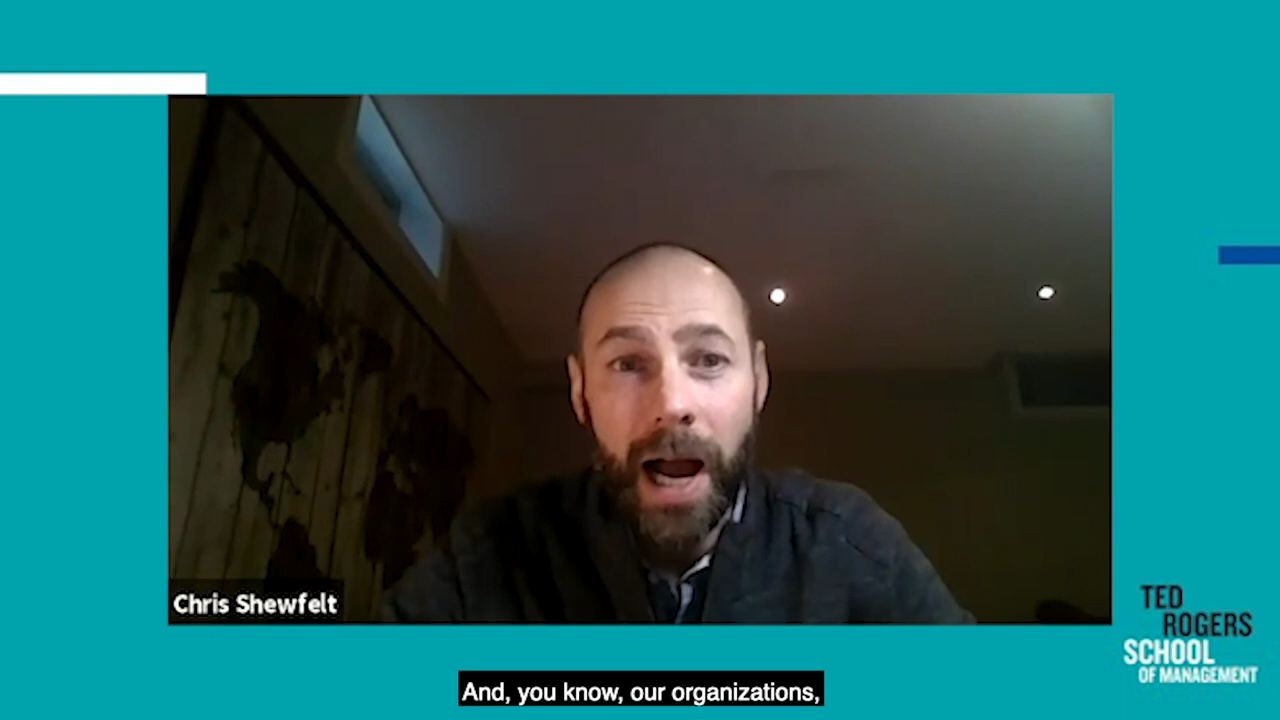 Chris Shewfelt
TED
ROGERS
SCHOOL
OF MANAGEMENT
And, you know, our organizations,